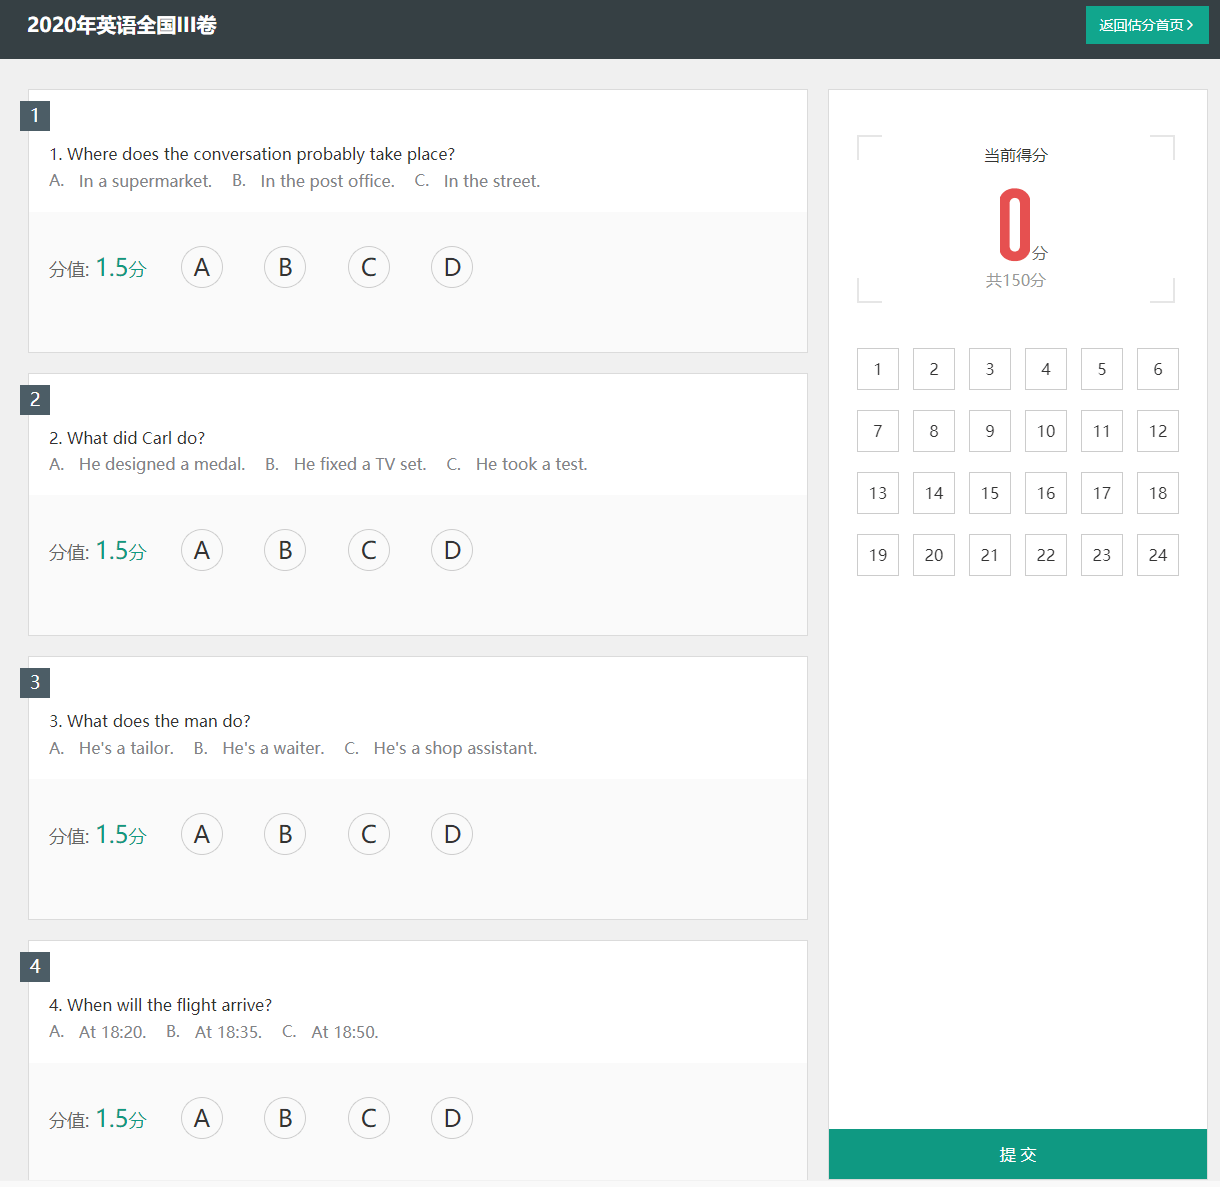 2020年英语全国III卷
返回估分首页
1
1. Where does the conversation probably take place?
A. In a supermarket. B. In the post office. C. In the street.
分值: 1.5分 A B C D
2
2. What did Carl do?
A. He designed a medal. B. He fixed a TV set. C. He took a test.
分值: 1.5分 A B C D
3
3. What does the man do?
A. He's a tailor. B. He's a waiter. C. He's a shop assistant.
分值: 1.5分 A B C D
4
4. When will the flight arrive?
A. At 18:20. B. At 18:35. C. At 18:50.
分值: 1.5分 A B C D
当前得分
0分
共150分
1 2 3 4 5 6
7 8 9 10 11 12
13 14 15 16 17 18
19 20 21 22 23 24
提 交